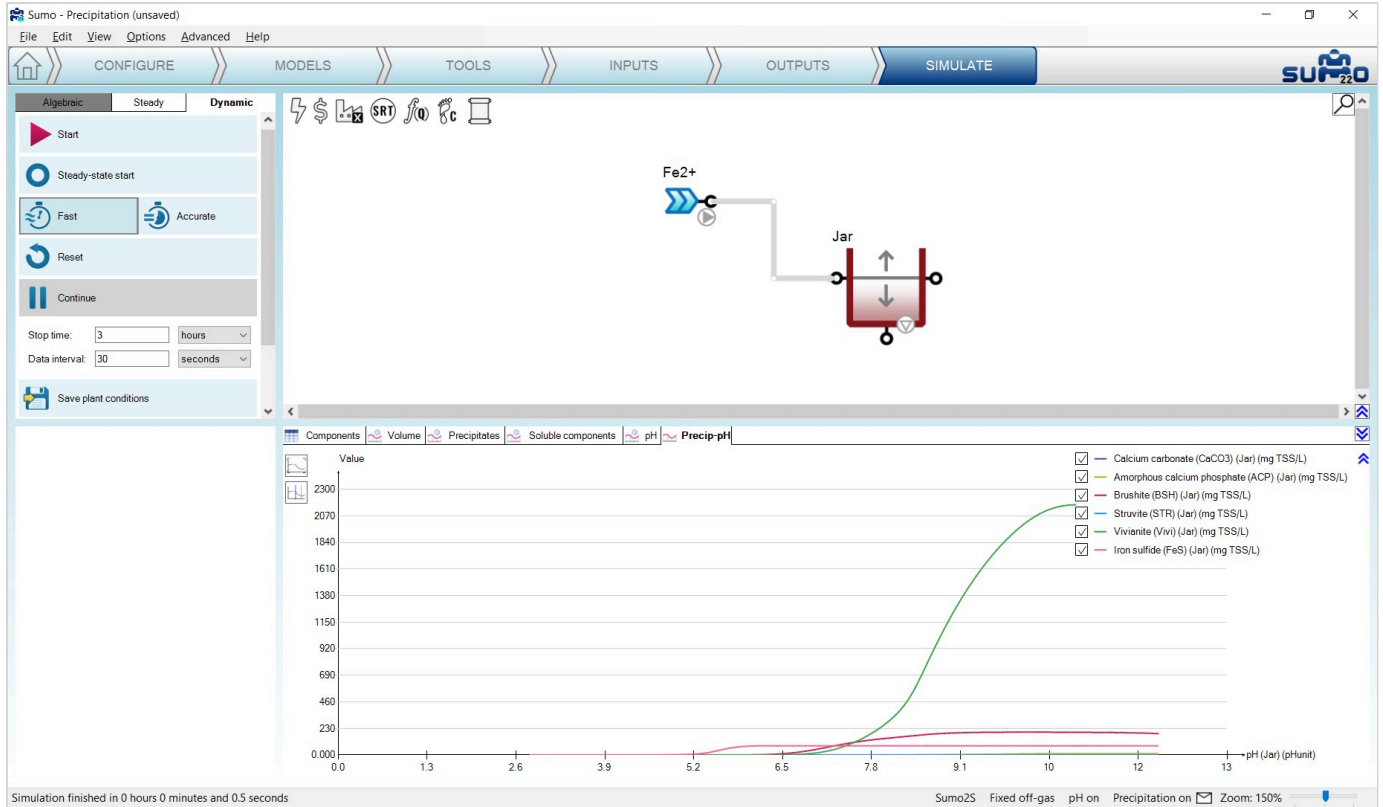 Sumo - Precipitation (unsaved)
File Edit View Options Advanced Help
CONFIGURE MODELS TOOLS INPUTS OUTPUTS SIMULATE
SUMO 22
Algebraic Steady Dynamic
Start
Steady-state start
Fast Accurate
Reset
Continue
Stop time: 3 hours
Data interval: 30 seconds
Save plant conditions
$ x SRT f(Q) C
Fe2+
Jar
Components Volume Precipitates Soluble components pH Precip-pH
Value
Calcium carbonate (CaCO3) (Jar) (mg TSS/L)
Amorphous calcium phosphate (ACP) (Jar) (mg TSS/L)
Brushite (BSH) (Jar) (mg TSS/L)
Struvite (STR) (Jar) (mg TSS/L)
Vivianite (Vivi) (Jar) (mg TSS/L)
Iron sulfide (FeS) (Jar) (mg TSS/L)
2300
2070
1840
1610
1380
1150
920
690
460
230
0.000
0.0 1.3 2.6 3.9 5.2 6.5 7.8 9.1 10 12 13
pH (Jar) (pHunit)
Simulation finished in 0 hours 0 minutes and 0.5 seconds
Sumo2S Fixed off-gas pH on Precipitation on Zoom: 150%